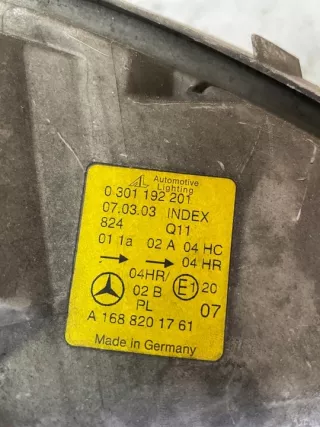 AL Automotive Lighting
0 301 192 201
07.03.03 INDEX
824 Q11
01 1a 02 A 04 HC
→ → 04 HR
04HR/
02 B E1 20
PL 07
A 168 820 17 61
Made in Germany